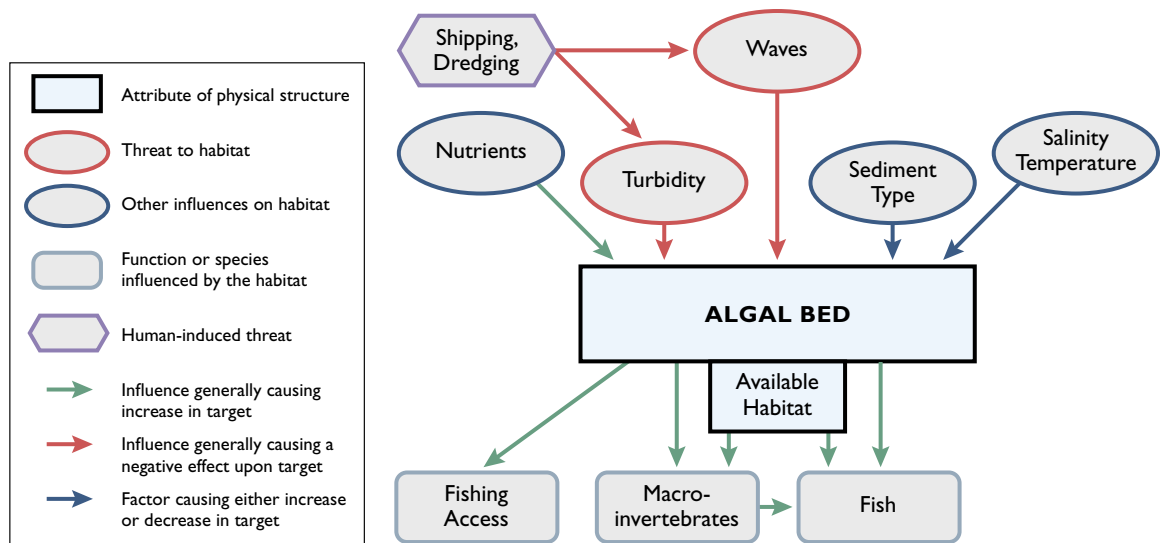 Attribute of physical structure
Threat to habitat
Other influences on habitat
Function or species
influenced by the habitat
Human-induced threat
Influence generally causing
increase in target
Influence generally causing a
negative effect upon target
Factor causing either increase
or decrease in target
Shipping,
Dredging
Waves
Nutrients
Turbidity
Sediment
Type
Salinity
Temperature
ALGAL BED
Available
Habitat
Fishing
Access
Macro-
invertebrates
Fish